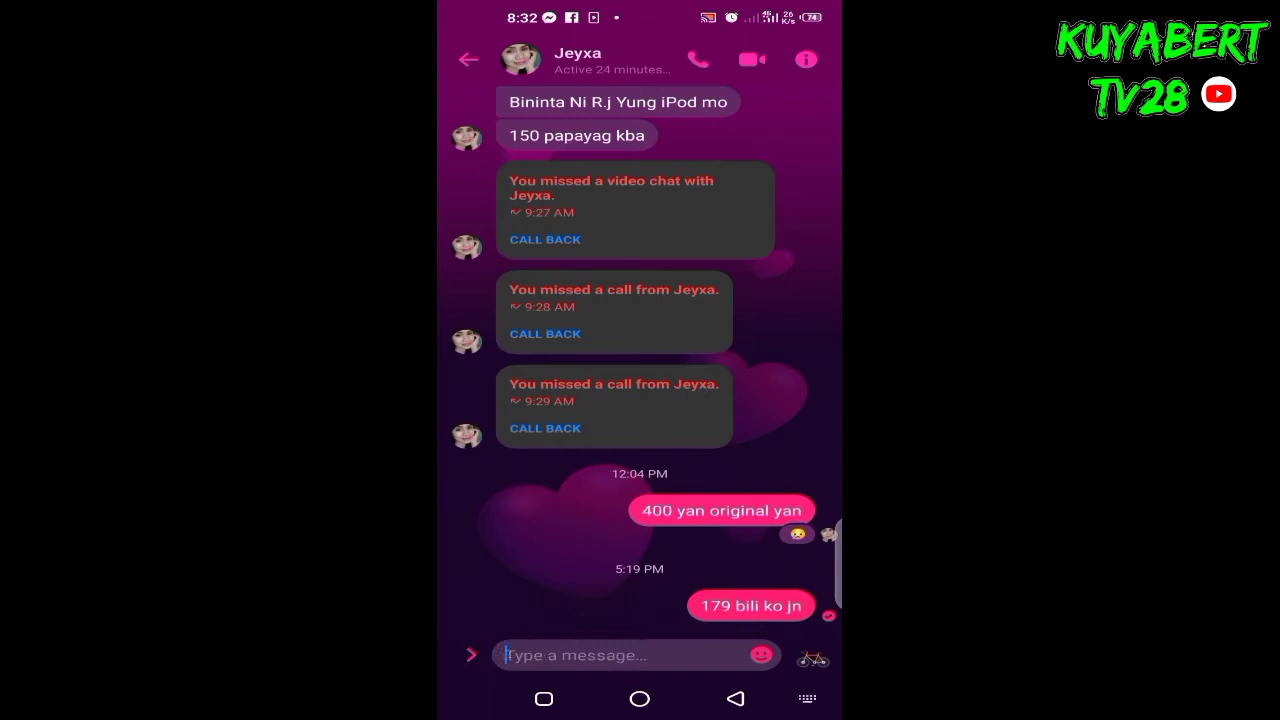 8:32
4G
26
K/s
74
KUYABERT
TV28
Jeyxa
Active 24 minutes...
Bininta Ni R.j Yung iPod mo
150 papayag kba
You missed a video chat with
Jeyxa.
9:27 AM
CALL BACK
You missed a call from Jeyxa.
9:28 AM
CALL BACK
You missed a call from Jeyxa.
9:29 AM
CALL BACK
12:04 PM
400 yan original yan
5:19 PM
179 bili ko jn
Type a message...